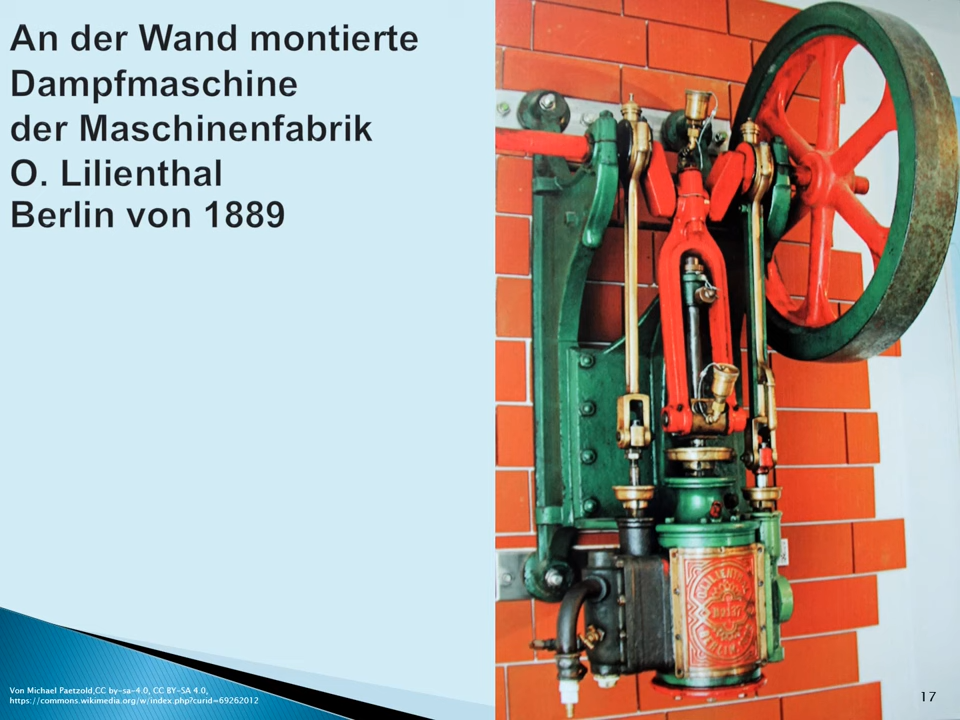 An der Wand montierte
Dampfmaschine
der Maschinenfabrik
O. Lilienthal
Berlin von 1889
Von Michael Paetzold,CC by-sa-4.0, CC BY-SA 4.0,
https://commons.wikimedia.org/w/index.php?curid=69262012
17